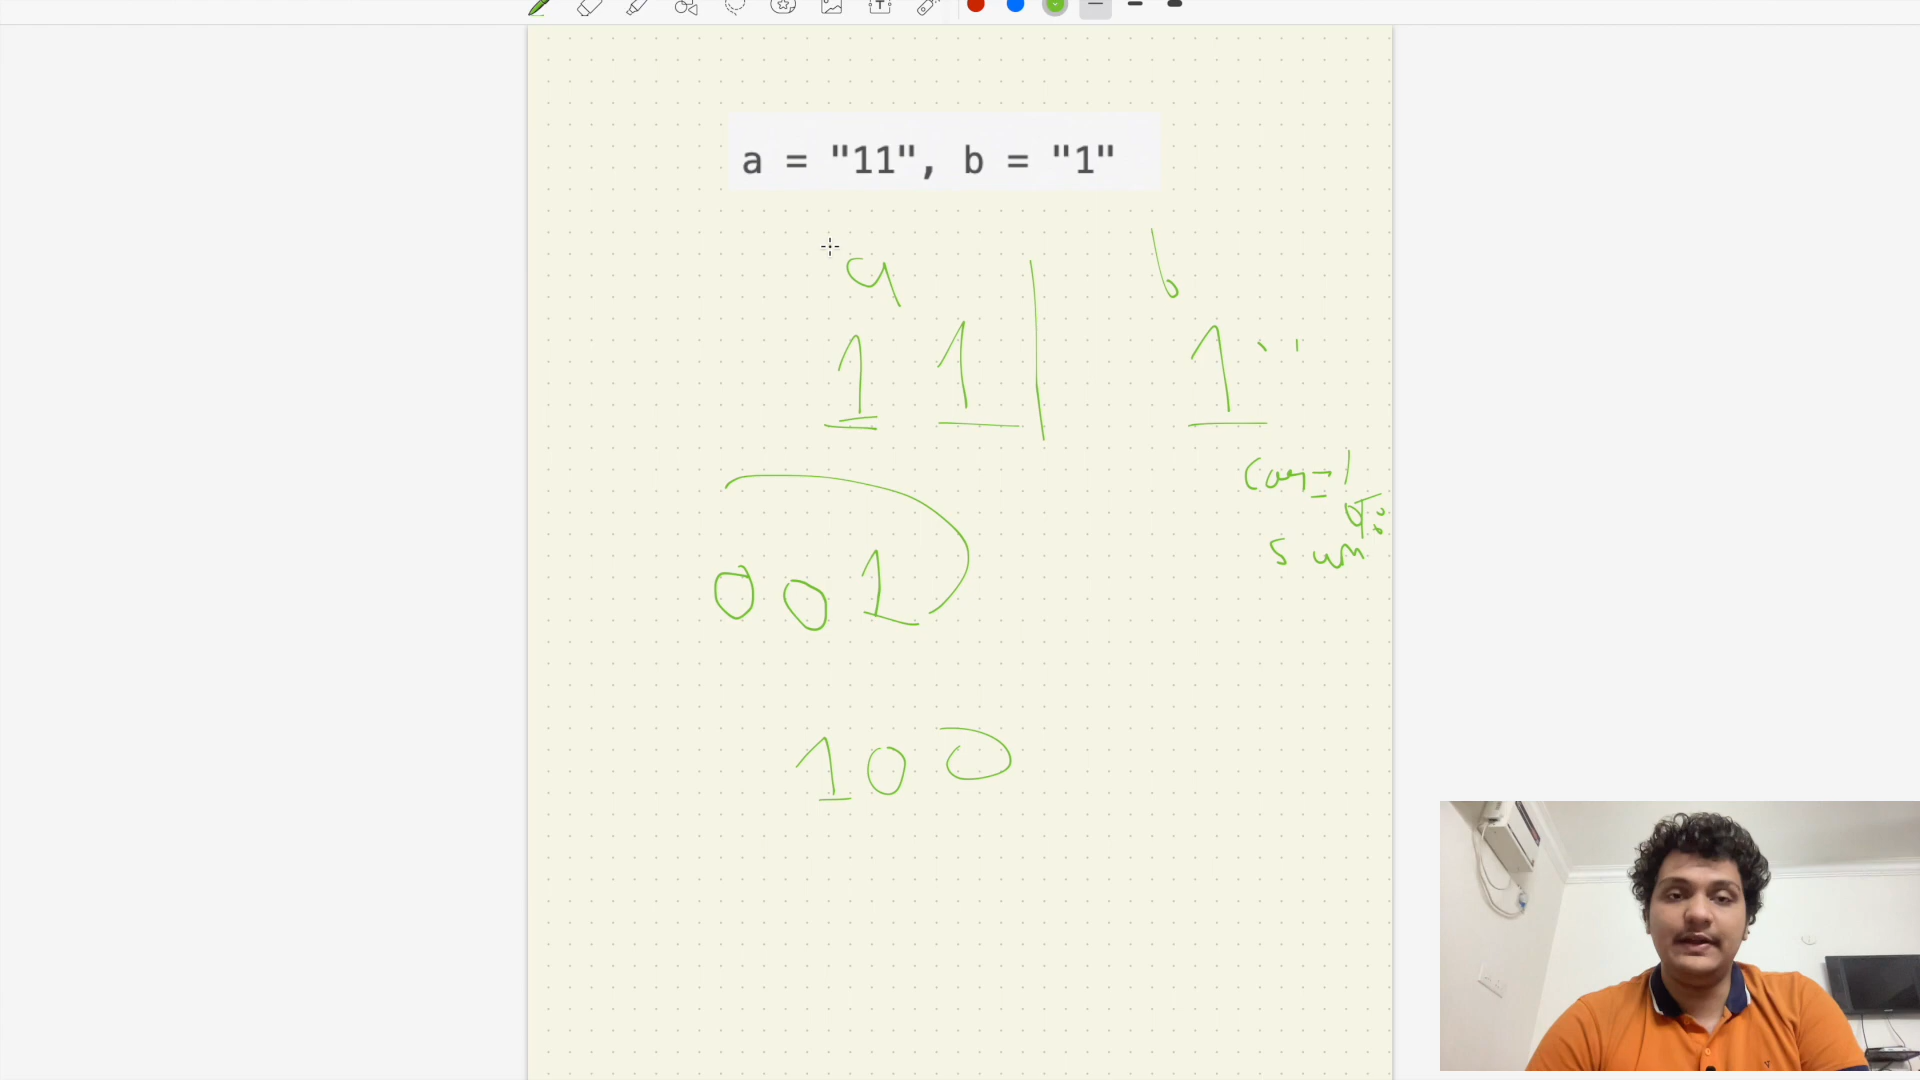 a = "11", b = "1"
a b
1 1 1
Carry = 1
sum
0 0 1
1 0 0